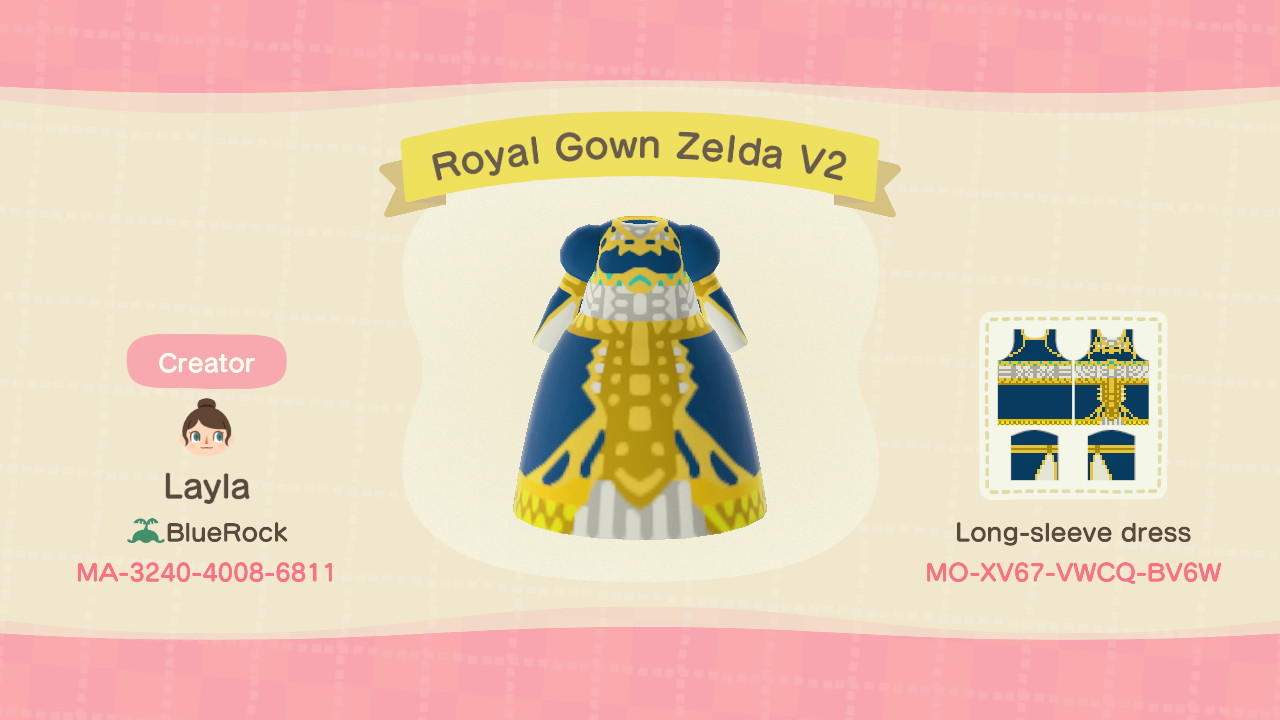 Royal Gown Zelda V2
Creator
Layla
BlueRock
MA-3240-4008-6811
Long-sleeve dress
MO-XV67-VWCQ-BV6W